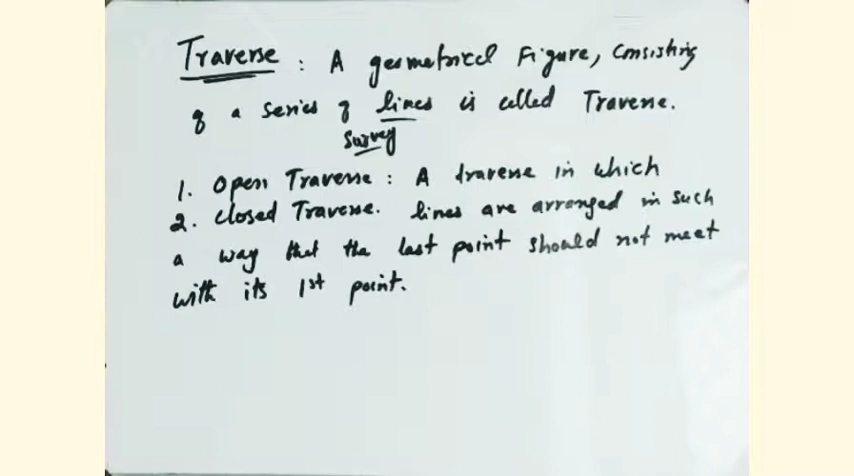 Traverse : A geometrical Figure, Consisting
of a series of lines is called Traverse.
Survey
1. Open Traverse : A traverse in which
2. Closed Traverse. lines are arranged in such
a way that the last point should not meet
with its 1st point.